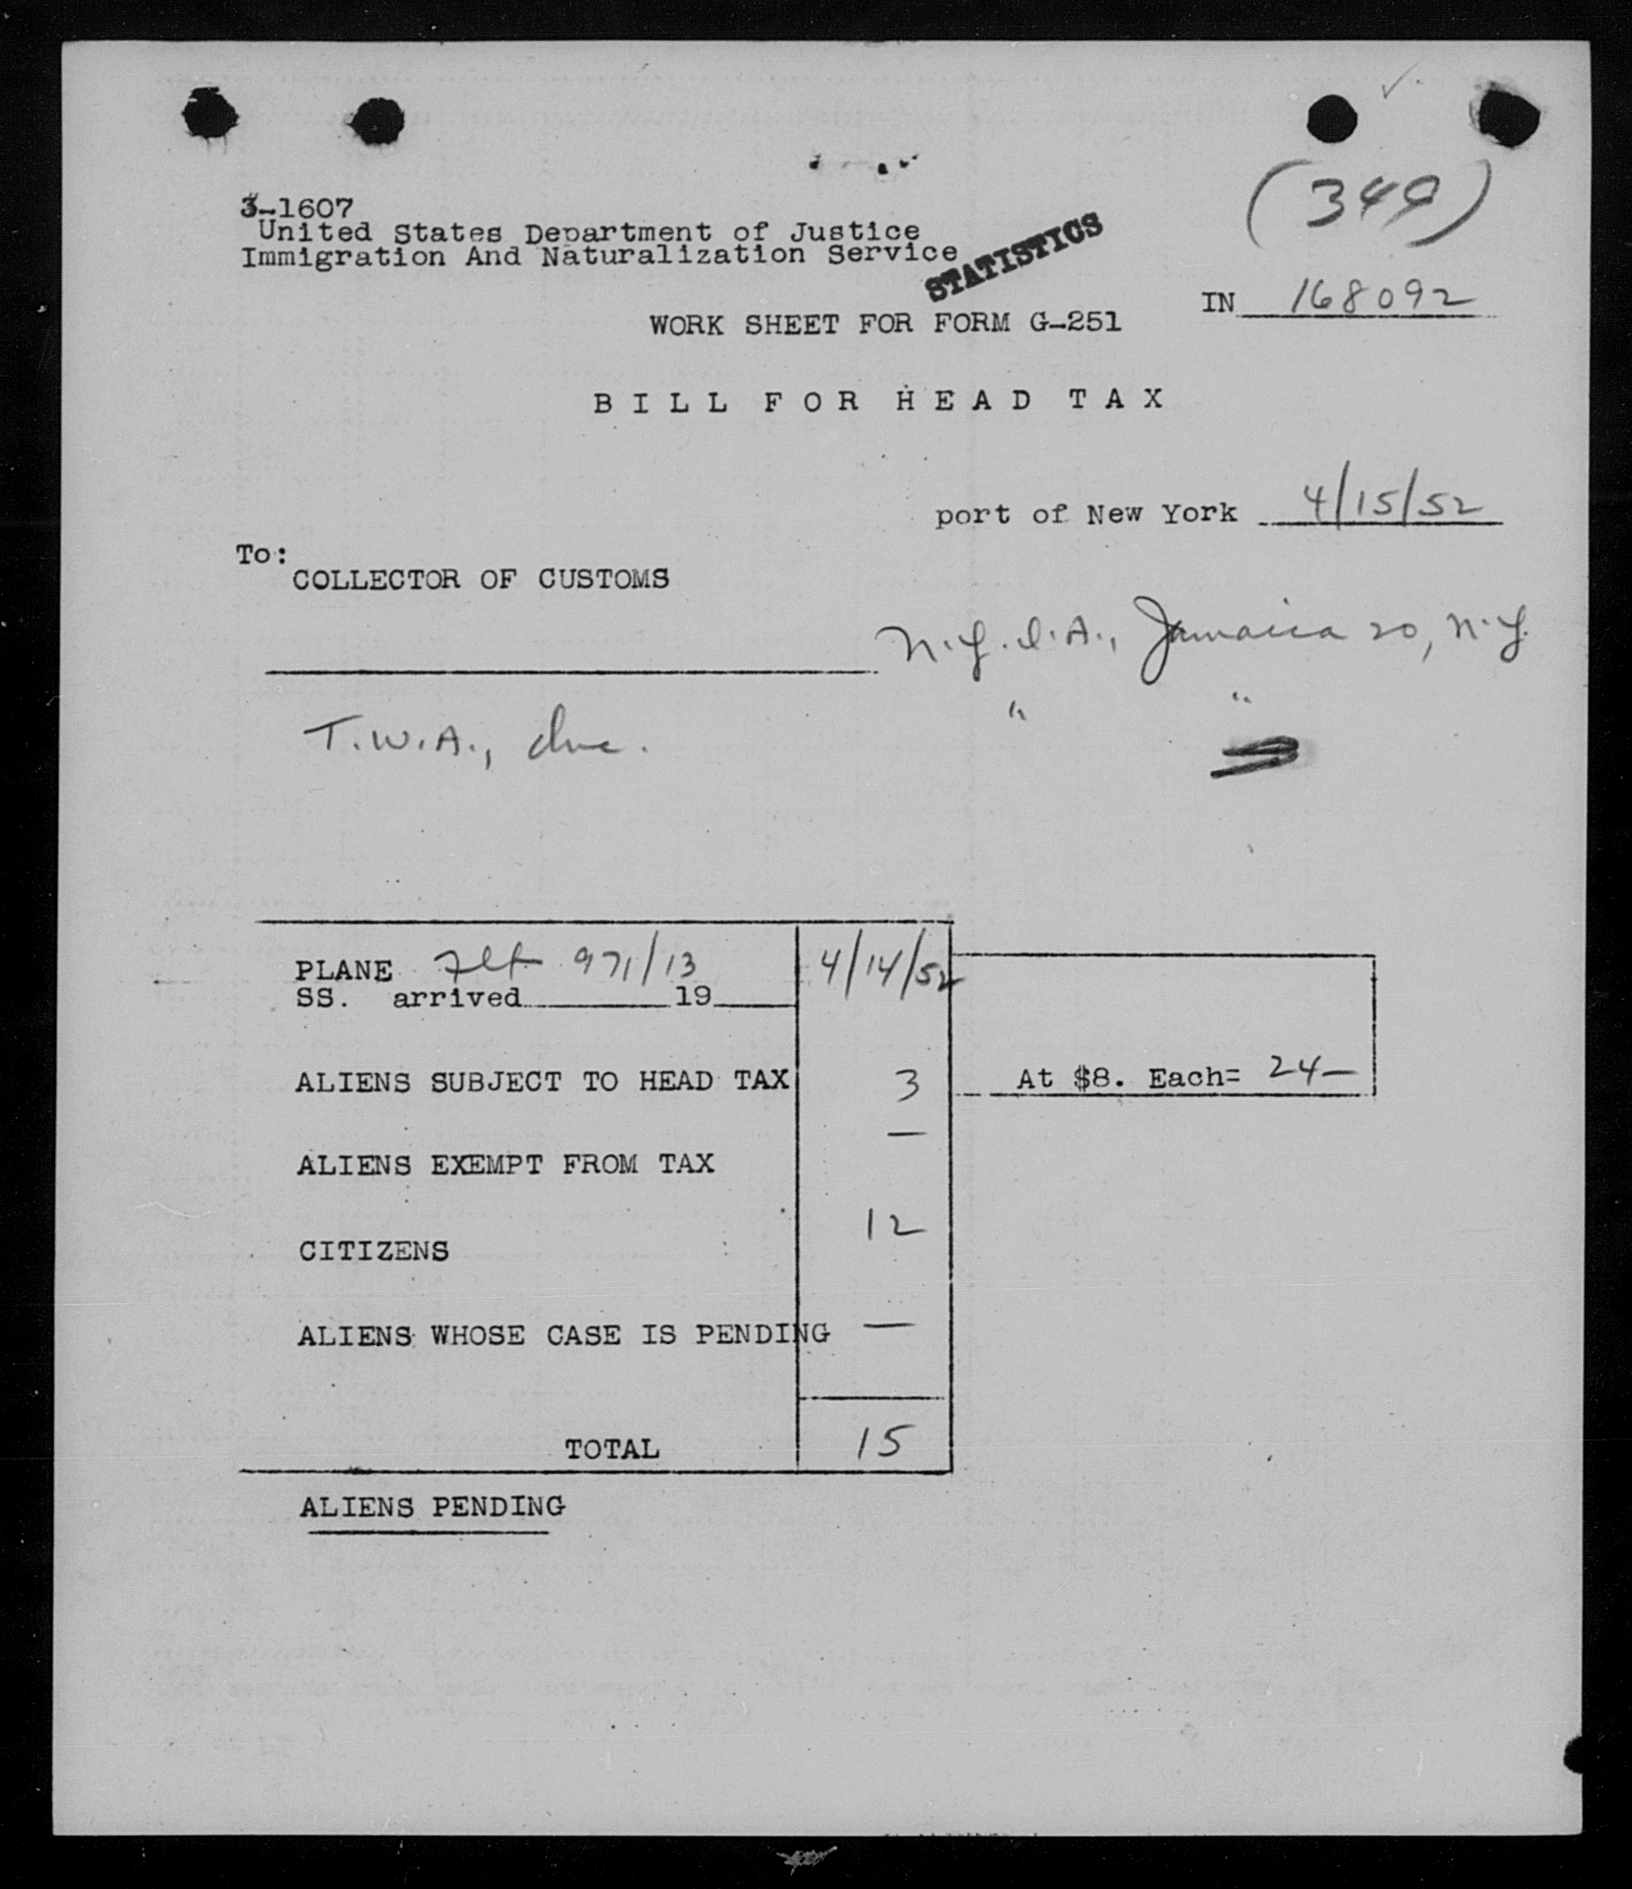 (349)
3-1607
United States Department of Justice
Immigration And Naturalization Service
STATISTICS
IN 168092
WORK SHEET FOR FORM G-251
BILL FOR HEAD TAX
port of New York 4/15/52
To:
COLLECTOR OF CUSTOMS
N.Y.I.A., Jamaica 20, N.Y.
T.W.A., Inc. " "
PLANE Flt 971/13 4/14/52
SS. arrived 19
ALIENS SUBJECT TO HEAD TAX 3 At $8. Each= 24—
ALIENS EXEMPT FROM TAX —
CITIZENS 12
ALIENS WHOSE CASE IS PENDING —
TOTAL 15
ALIENS PENDING